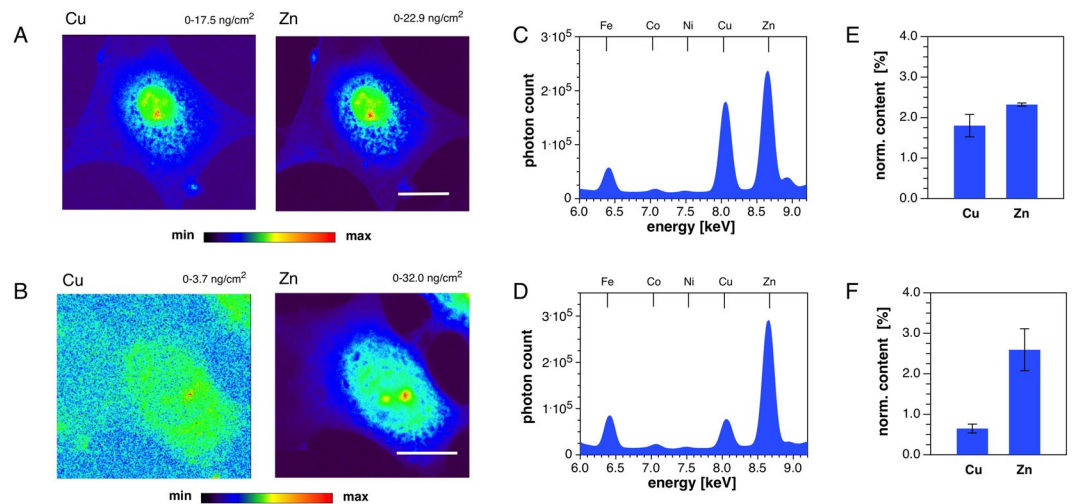 A
Cu
0-17.5 ng/cm²
Zn
0-22.9 ng/cm²
min
max
C
Fe
Co
Ni
Cu
Zn
3·10⁵
2·10⁵
1·10⁵
0
photon count
6.0
6.5
7.0
7.5
8.0
8.5
9.0
energy [keV]
E
4.0
3.0
2.0
1.0
0.0
norm. content [%]
Cu
Zn
B
Cu
0-3.7 ng/cm²
Zn
0-32.0 ng/cm²
min
max
D
Fe
Co
Ni
Cu
Zn
3·10⁵
2·10⁵
1·10⁵
0
photon count
6.0
6.5
7.0
7.5
8.0
8.5
9.0
energy [keV]
F
4.0
3.0
2.0
1.0
0.0
norm. content [%]
Cu
Zn